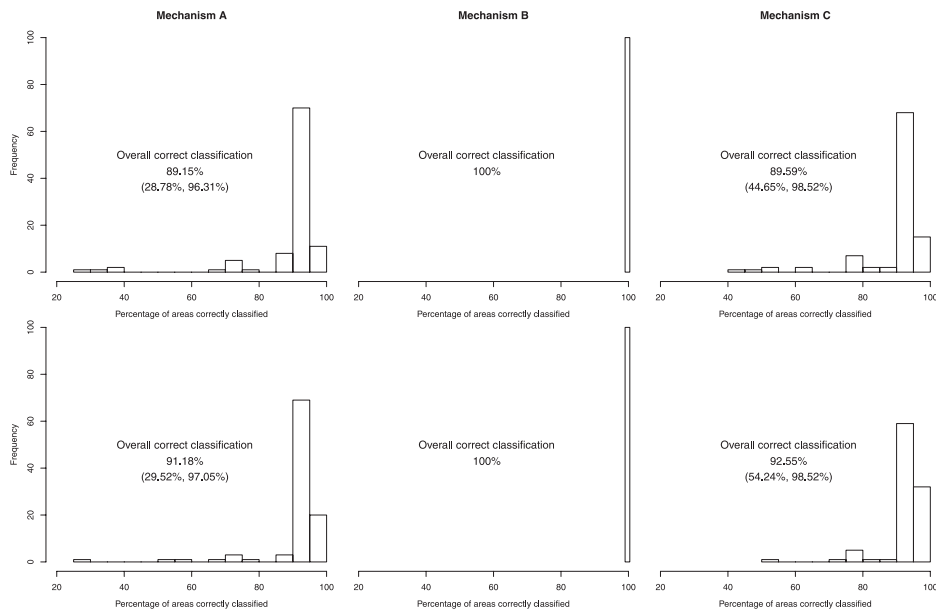 Mechanism A
Mechanism B
Mechanism C
Frequency
0 20 40 60 80 100
Overall correct classification
89.15%
(28.78%, 96.31%)
20 40 60 80 100
Percentage of areas correctly classified
Overall correct classification
100%
20 40 60 80 100
Percentage of areas correctly classified
Overall correct classification
89.59%
(44.65%, 98.52%)
20 40 60 80 100
Percentage of areas correctly classified
Frequency
0 20 40 60 80 100
Overall correct classification
91.18%
(29.52%, 97.05%)
20 40 60 80 100
Percentage of areas correctly classified
Overall correct classification
100%
20 40 60 80 100
Percentage of areas correctly classified
Overall correct classification
92.55%
(54.24%, 98.52%)
20 40 60 80 100
Percentage of areas correctly classified